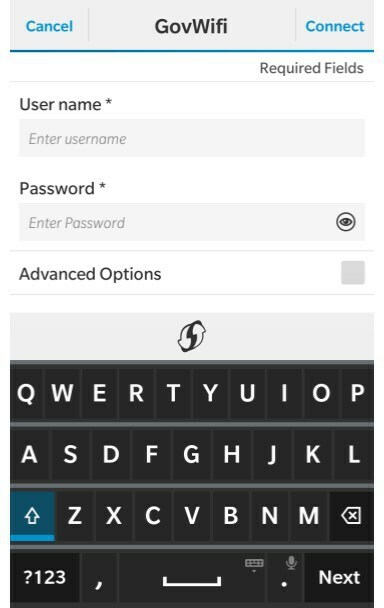 Cancel GovWifi Connect
Required Fields
User name *
Enter username
Password *
Enter Password
Advanced Options
Q W E R T Y U I O P
A S D F G H J K L
Z X C V B N M
?123 , . Next